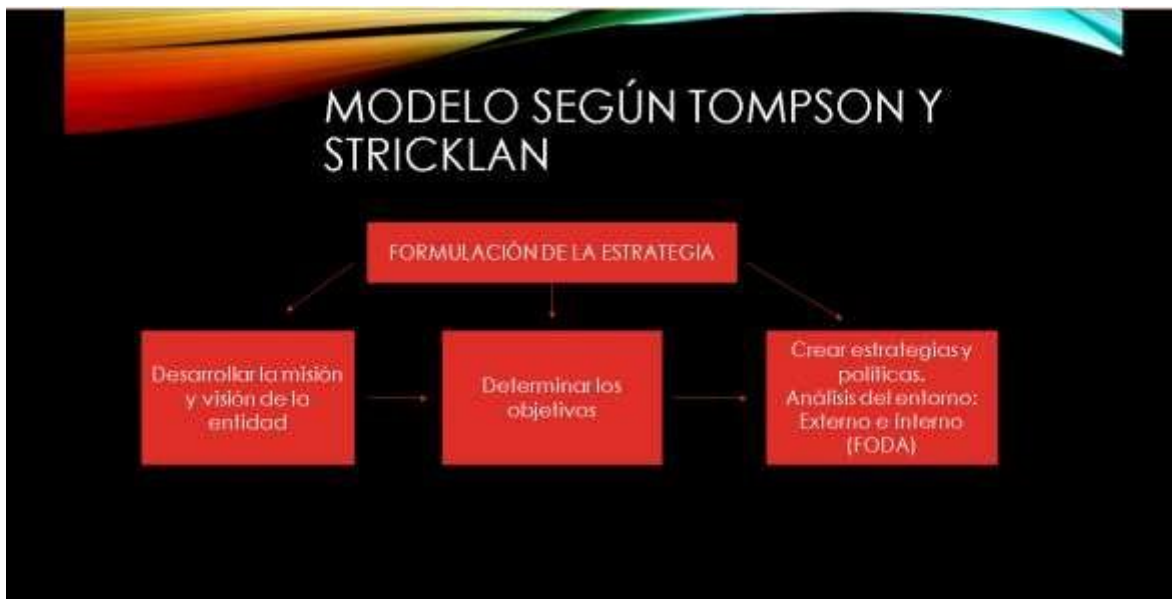 MODELO SEGÚN TOMPSON Y
STRICKLAN
FORMULACIÓN DE LA ESTRATEGIA
Desarrollar la misión
y visión de la
entidad
Determinar los
objetivos
Crear estrategias y
políticas.
Análisis del entorno:
Externo e interno
(FODA)